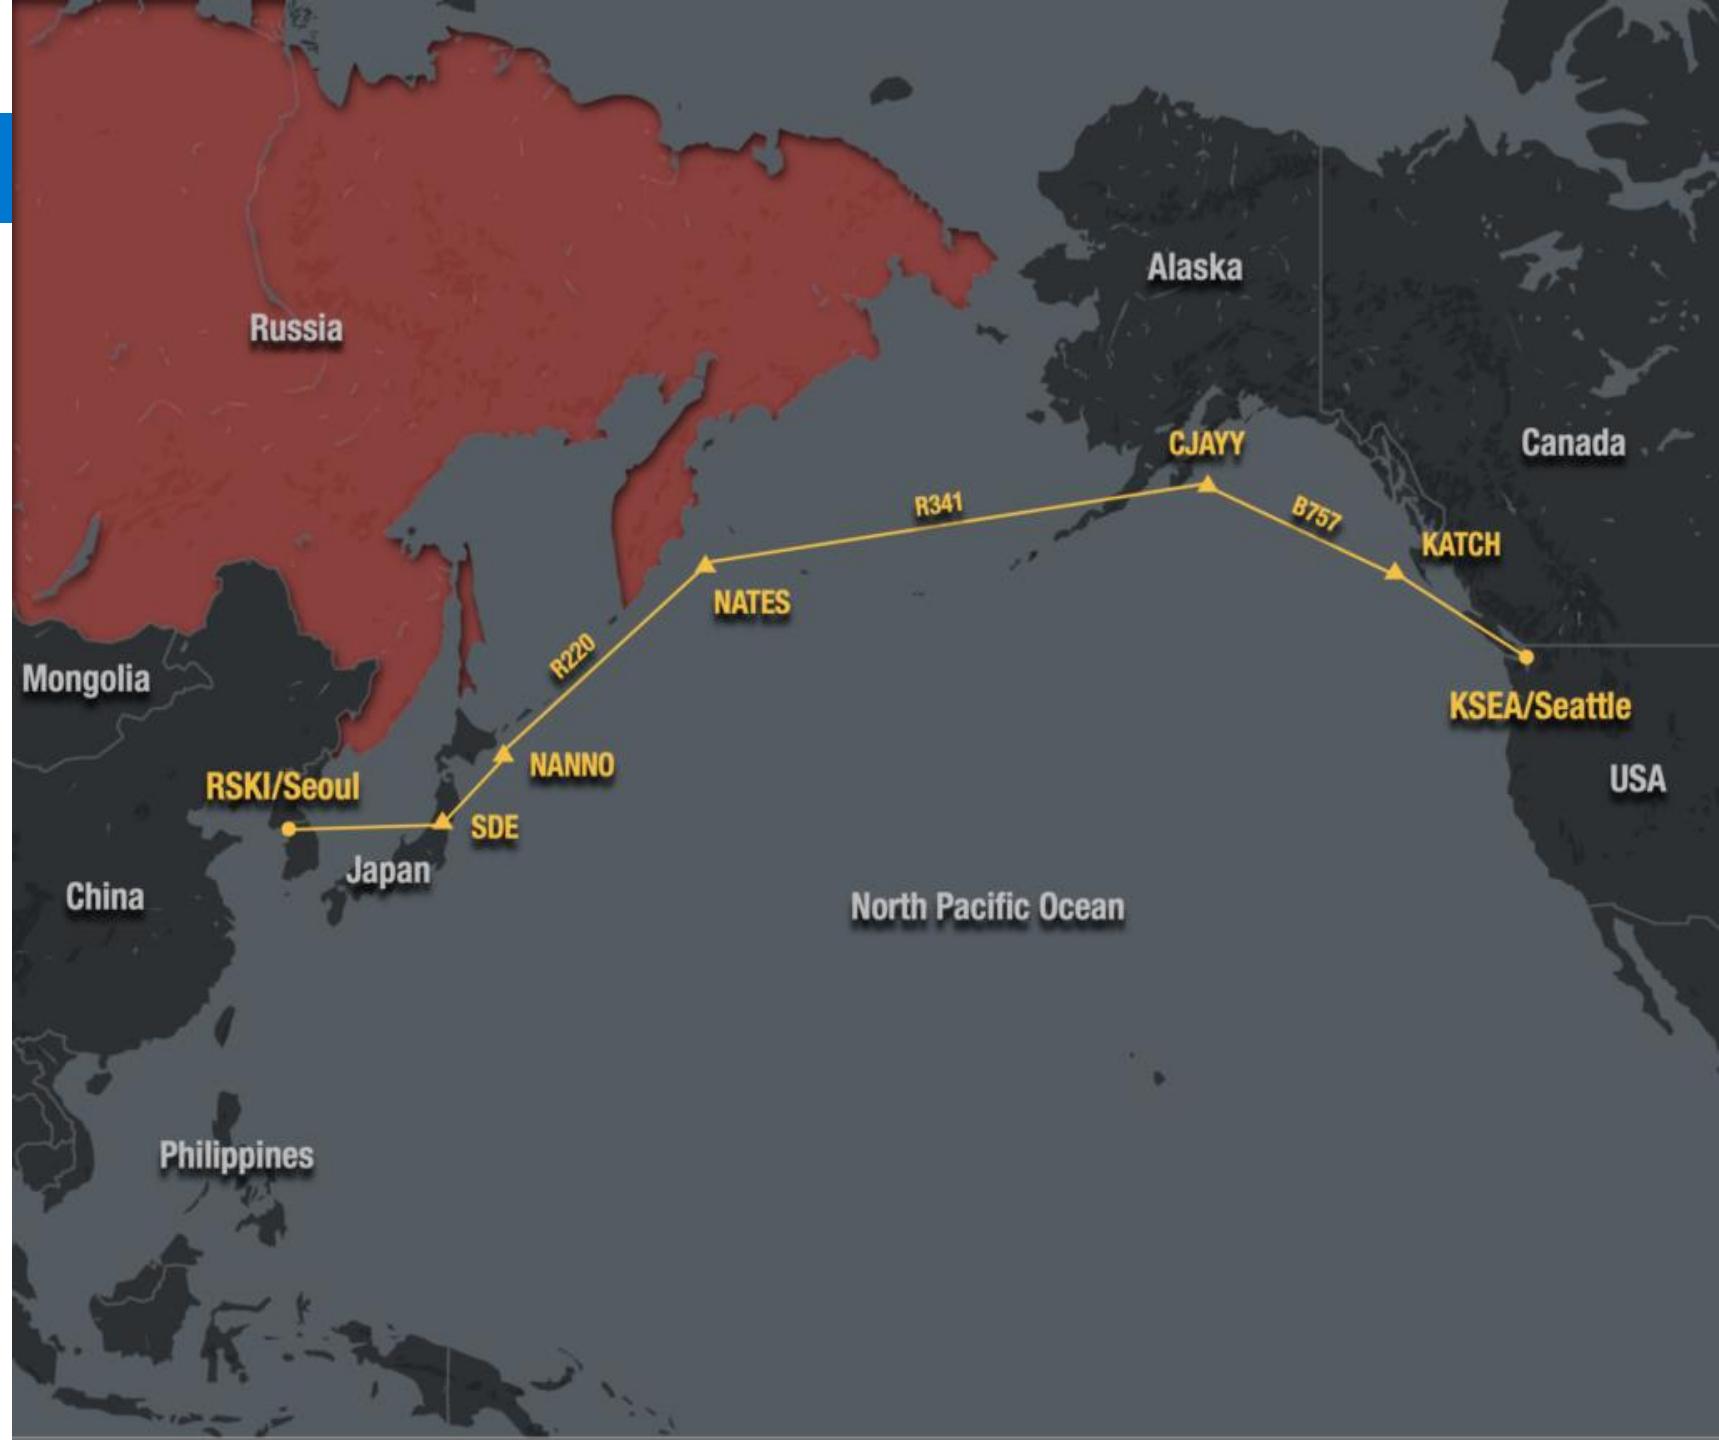 Alaska
Russia
CJAYY
Canada
R341
B757
KATCH
NATES
R220
Mongolia
KSEA/Seattle
NANNO
RSKI/Seoul
USA
SDE
Japan
China
North Pacific Ocean
Philippines